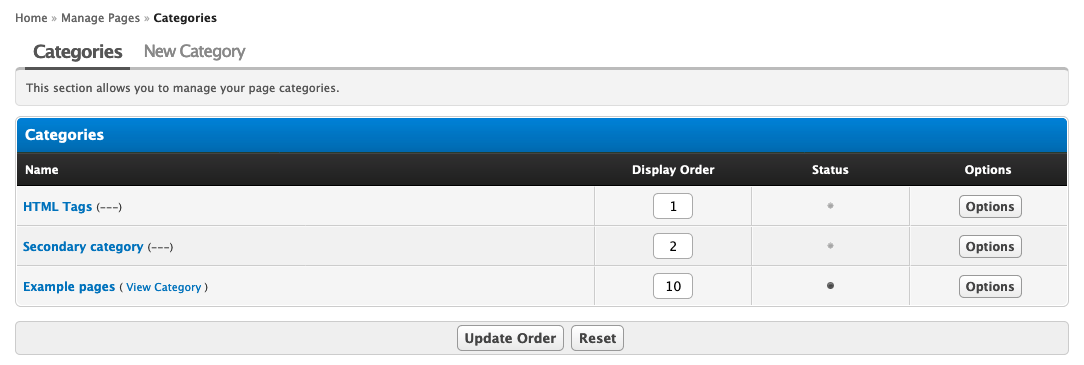 Home » Manage Pages » Categories
Categories New Category
This section allows you to manage your page categories.
Categories
Name Display Order Status Options
HTML Tags (---) 1 Options
Secondary category (---) 2 Options
Example pages ( View Category ) 10 Options
Update Order Reset